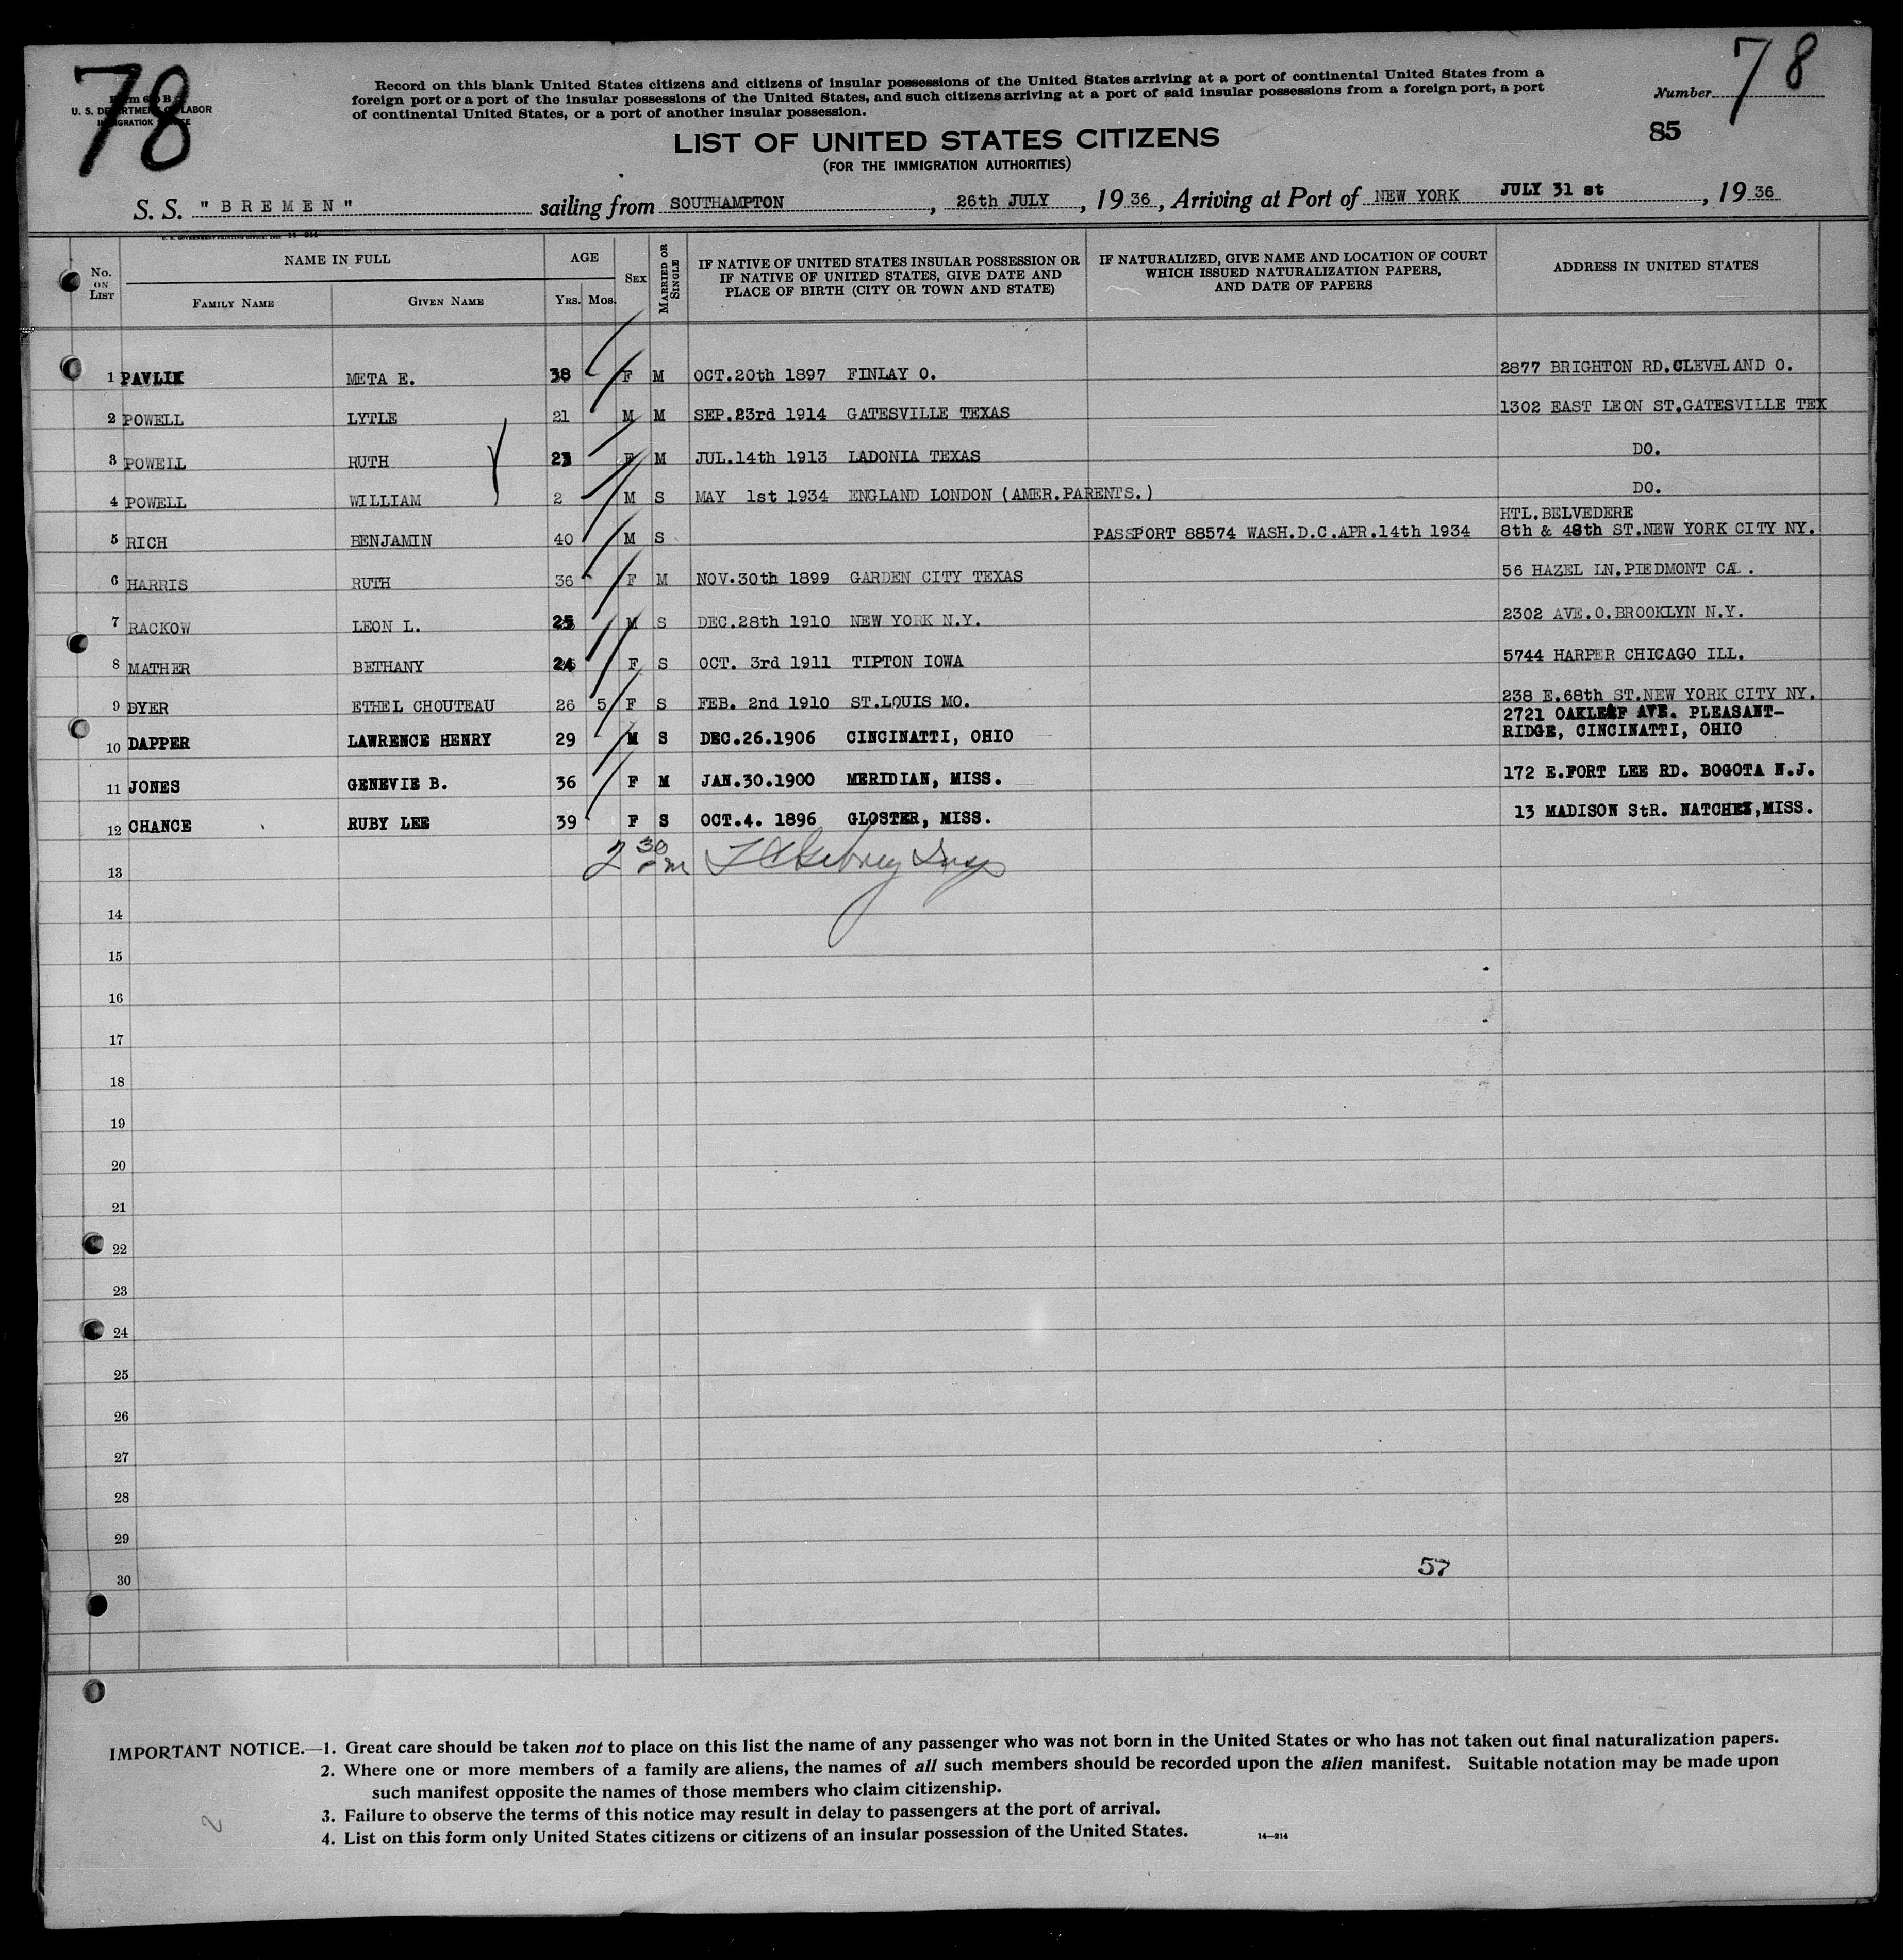 78
Form 630 B
U. S. DEPARTMENT OF LABOR
IMMIGRATION SERVICE
Record on this blank United States citizens and citizens of insular possessions of the United States arriving at a port of continental United States from a
foreign port or a port of the insular possessions of the United States, and such citizens arriving at a port of said insular possessions from a foreign port, a port
of continental United States, or a port of another insular possession.
Number 78
85
LIST OF UNITED STATES CITIZENS
(FOR THE IMMIGRATION AUTHORITIES)
S. S. "BREMEN" sailing from SOUTHAMPTON, 26th JULY, 1936, Arriving at Port of NEW YORK JULY 31 st, 1936
No. ON LIST
NAME IN FULL
FAMILY NAME GIVEN NAME
AGE
YRS. MOS.
SEX
MARRIED OR SINGLE
IF NATIVE OF UNITED STATES INSULAR POSSESSION OR
IF NATIVE OF UNITED STATES, GIVE DATE AND
PLACE OF BIRTH (CITY OR TOWN AND STATE)
IF NATURALIZED, GIVE NAME AND LOCATION OF COURT
WHICH ISSUED NATURALIZATION PAPERS,
AND DATE OF PAPERS
ADDRESS IN UNITED STATES
1 PAVLIK META E. 38 F M OCT.20th 1897 FINLAY O. 2877 BRIGHTON RD.CLEVELAND O.
2 POWELL LYTLE 21 M M SEP.23rd 1914 GATESVILLE TEXAS 1302 EAST LEON ST.GATESVILLE TEX
3 POWELL RUTH 23 F M JUL.14th 1913 LADONIA TEXAS DO.
4 POWELL WILLIAM 2 M S MAY 1st 1934 ENGLAND LONDON (AMER.PARENTS.) DO.
HTL.BELVEDERE
5 RICH BENJAMIN 40 M S PASSPORT 88574 WASH.D.C.APR.14th 1934 8th & 48th ST.NEW YORK CITY NY.
6 HARRIS RUTH 36 F M NOV.30th 1899 GARDEN CITY TEXAS 56 HAZEL LN.PIEDMONT CA.
7 RACKOW LEON L. 25 M S DEC.28th 1910 NEW YORK N.Y. 2302 AVE.O.BROOKLYN N.Y.
8 MATHER BETHANY 24 F S OCT. 3rd 1911 TIPTON IOWA 5744 HARPER CHICAGO ILL.
9 DYER ETHEL CHOUTEAU 26 5 F S FEB. 2nd 1910 ST.LOUIS MO. 238 E.68th ST.NEW YORK CITY NY.
2721 OAKLEAF AVE. PLEASANT-
10 DAPPER LAWRENCE HENRY 29 M S DEC.26.1906 CINCINATTI, OHIO RIDGE, CINCINATTI, OHIO
11 JONES GENEVIE B. 36 F M JAN.30.1900 MERIDIAN, MISS. 172 E.FORT LEE RD. BOGOTA N.J.
12 CHANCE RUBY LEE 39 F S OCT.4. 1896 GLOSTER, MISS. 13 MADISON StR. NATCHEZ,MISS.
2 30 pm
13
14
15
16
17
18
19
20
21
22
23
24
25
26
27
28
29
57
30
IMPORTANT NOTICE.—1. Great care should be taken not to place on this list the name of any passenger who was not born in the United States or who has not taken out final naturalization papers.
2. Where one or more members of a family are aliens, the names of all such members should be recorded upon the alien manifest. Suitable notation may be made upon
such manifest opposite the names of those members who claim citizenship.
3. Failure to observe the terms of this notice may result in delay to passengers at the port of arrival.
4. List on this form only United States citizens or citizens of an insular possession of the United States. 14—214
2